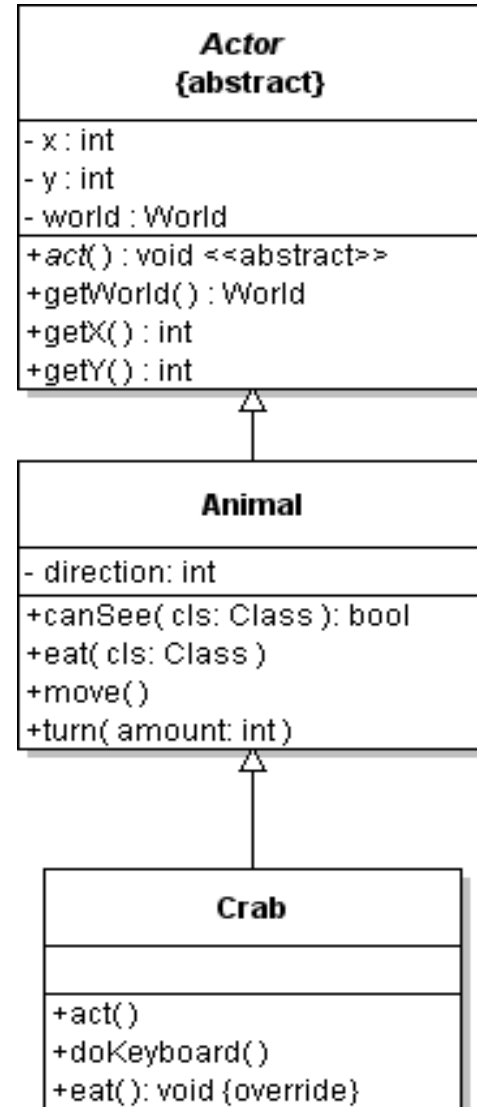 Actor
{abstract}
- x : int
- y : int
- world : World
+act() : void <<abstract>>
+getWorld() : World
+getX() : int
+getY() : int
Animal
- direction: int
+canSee( cls: Class ): bool
+eat( cls: Class )
+move()
+turn( amount: int )
Crab
+act()
+doKeyboard()
+eat(): void {override}